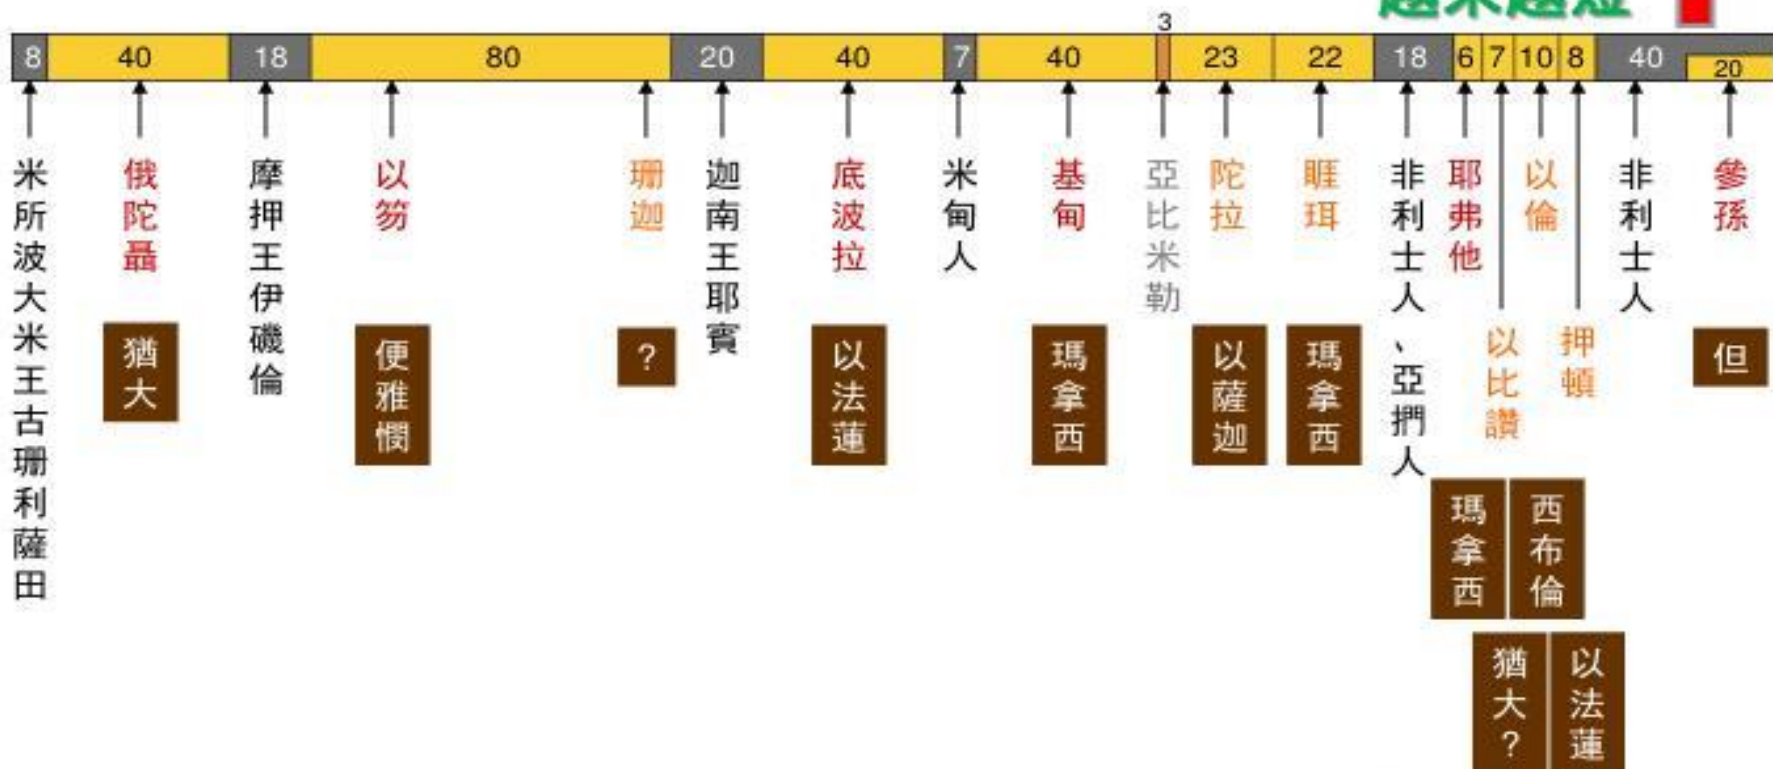 越來越短
3
8 40 18 80 20 40 7 40 23 22 18 6 7 10 8 40 20
米所波大米王古珊利薩田
俄陀聶
摩押王伊磯倫
以笏
珊迦
迦南王耶賓
底波拉
米甸人
基甸
亞比米勒
陀拉
睚珥
非利士人、亞捫人
耶弗他
以比讚
以倫
押頓
非利士人
參孫
猶大
便雅憫
?
以法蓮
瑪拿西
以薩迦
瑪拿西
但
瑪拿西
西布倫
猶大?
以法蓮